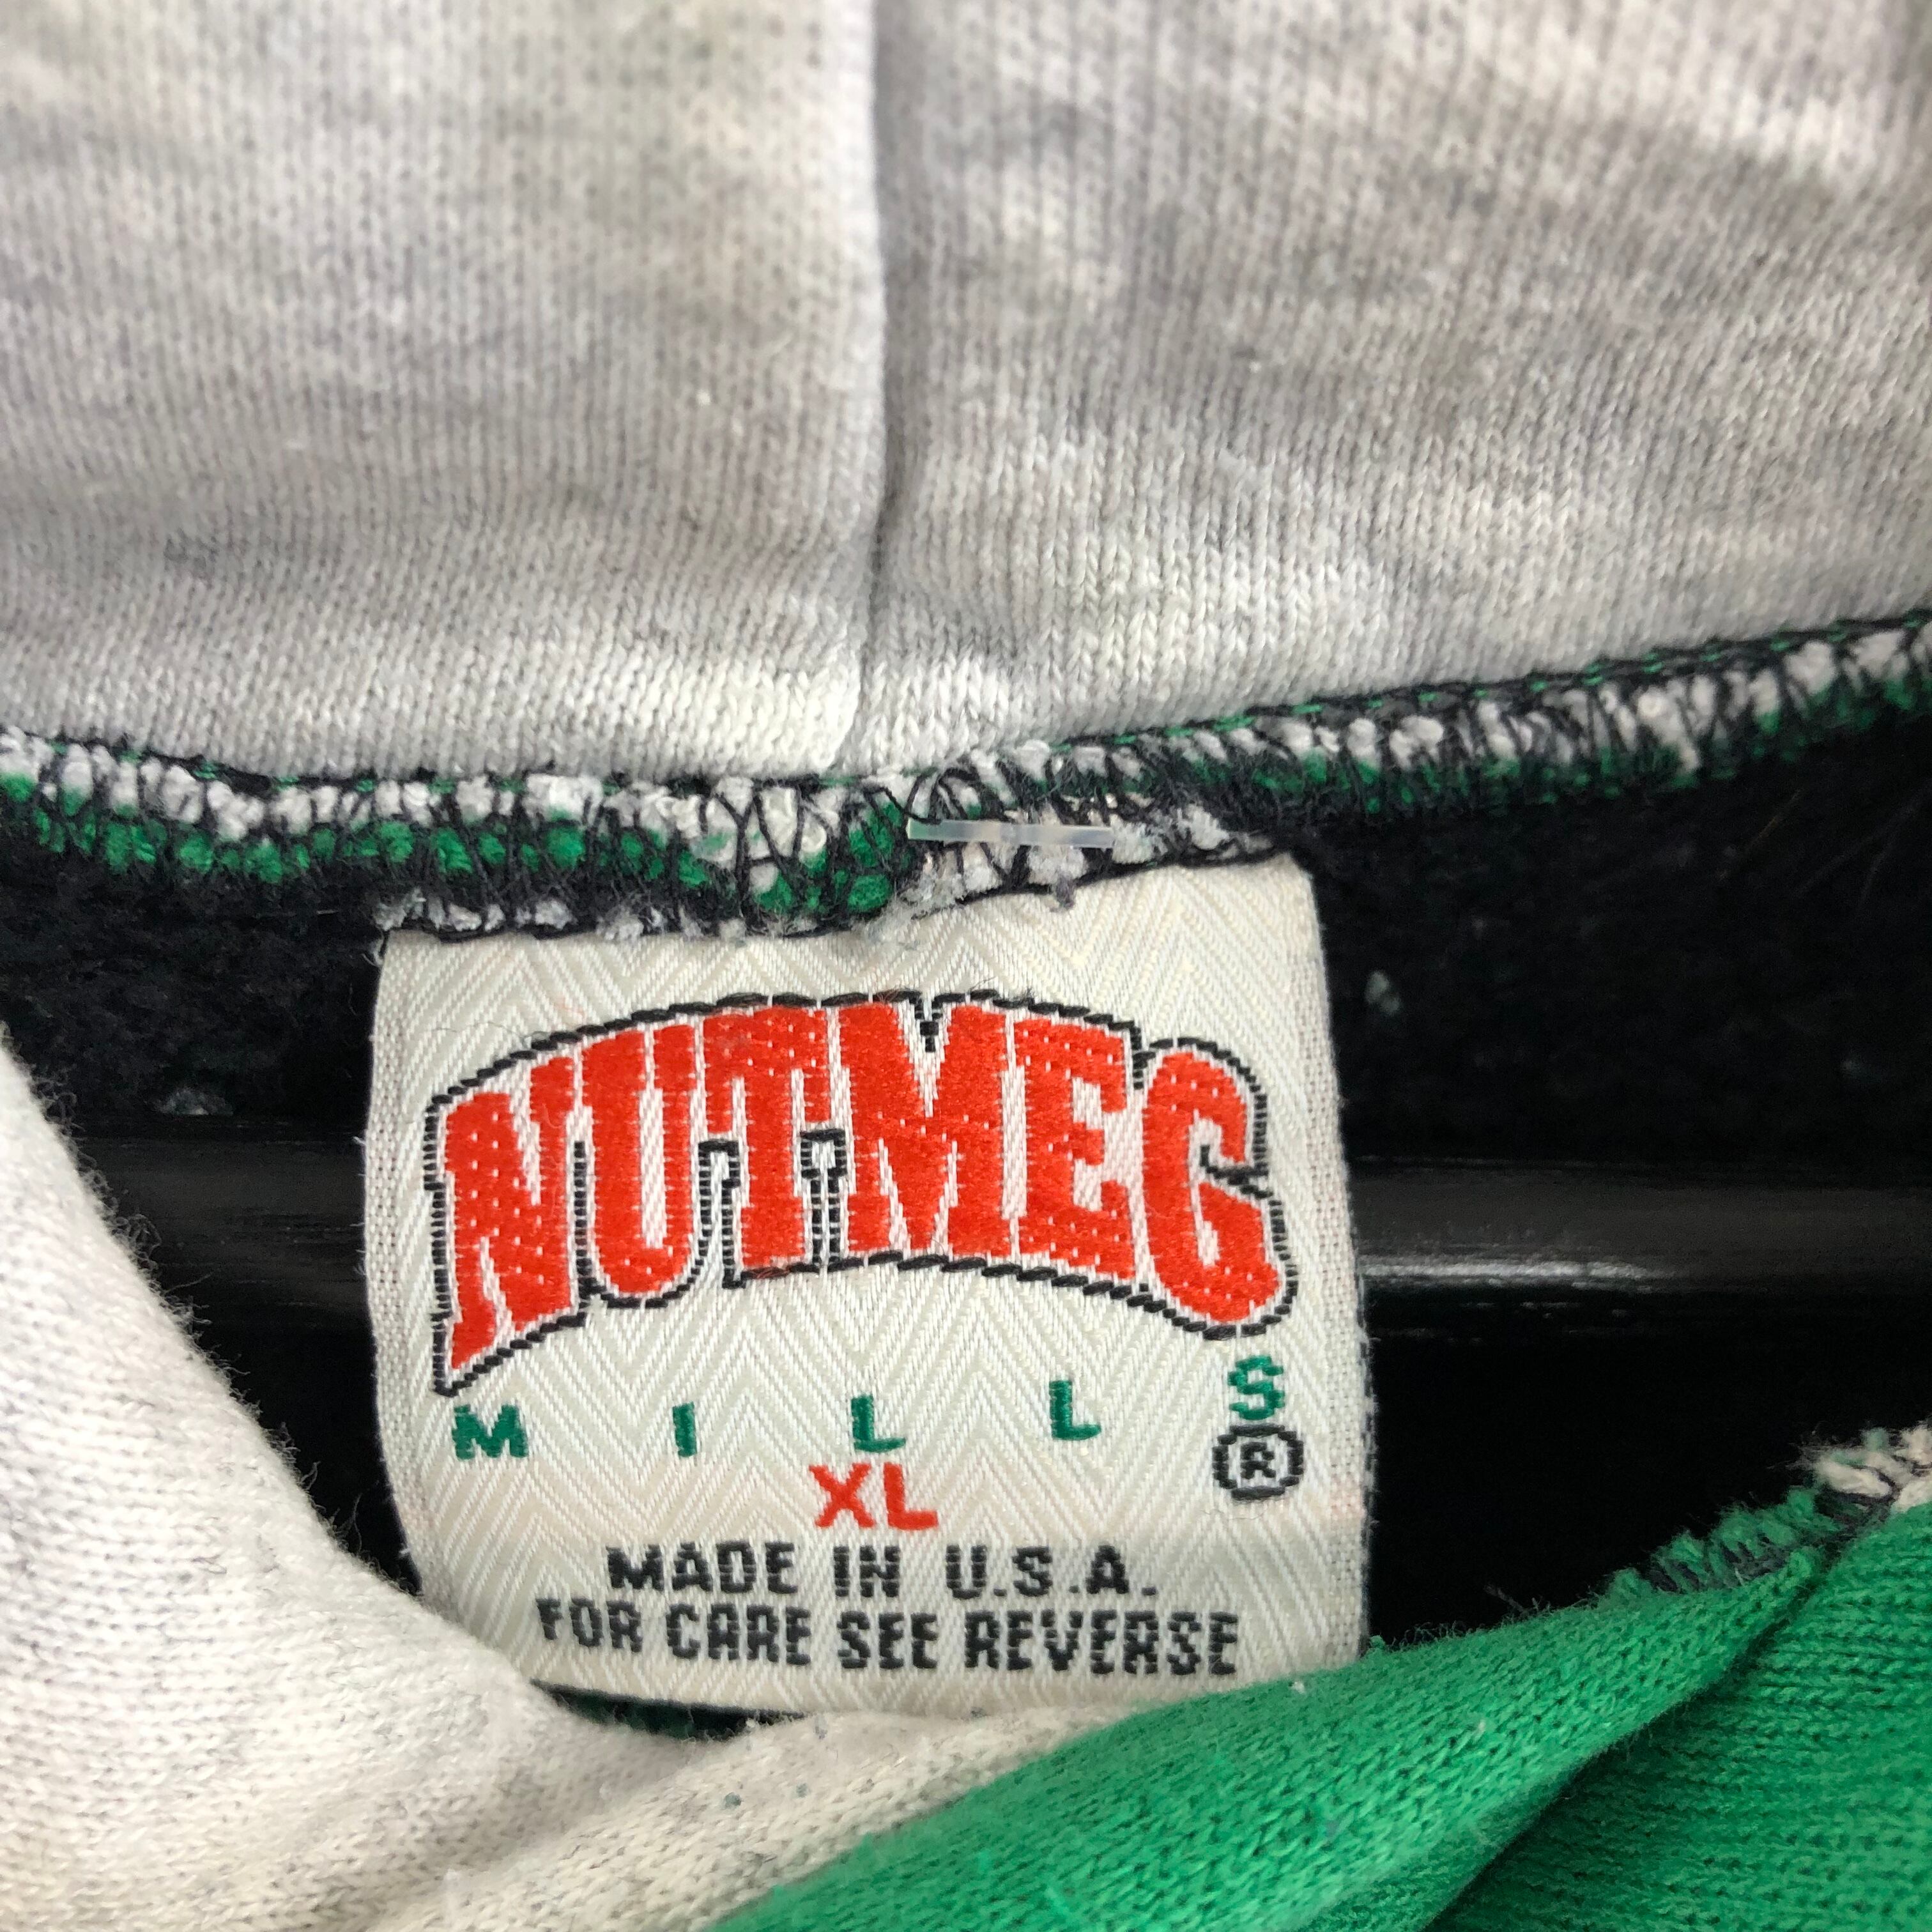 NUTMEG
MILLS
®
XL
MADE IN U.S.A.
FOR CARE SEE REVERSE